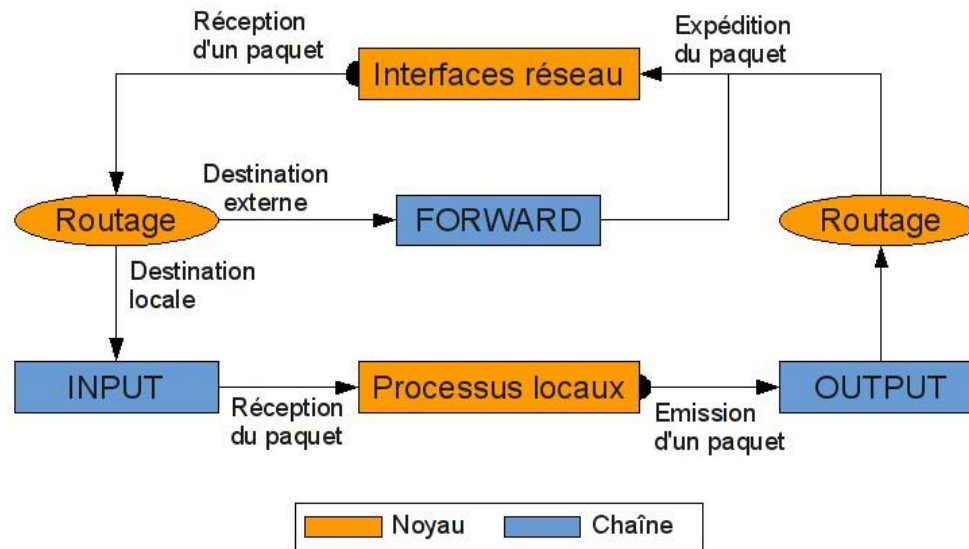 Réception
d'un paquet
Interfaces réseau
Expédition
du paquet
Routage
Destination
externe
FORWARD
Routage
Destination
locale
INPUT
Réception
du paquet
Processus locaux
Emission
d'un paquet
OUTPUT
Noyau
Chaîne